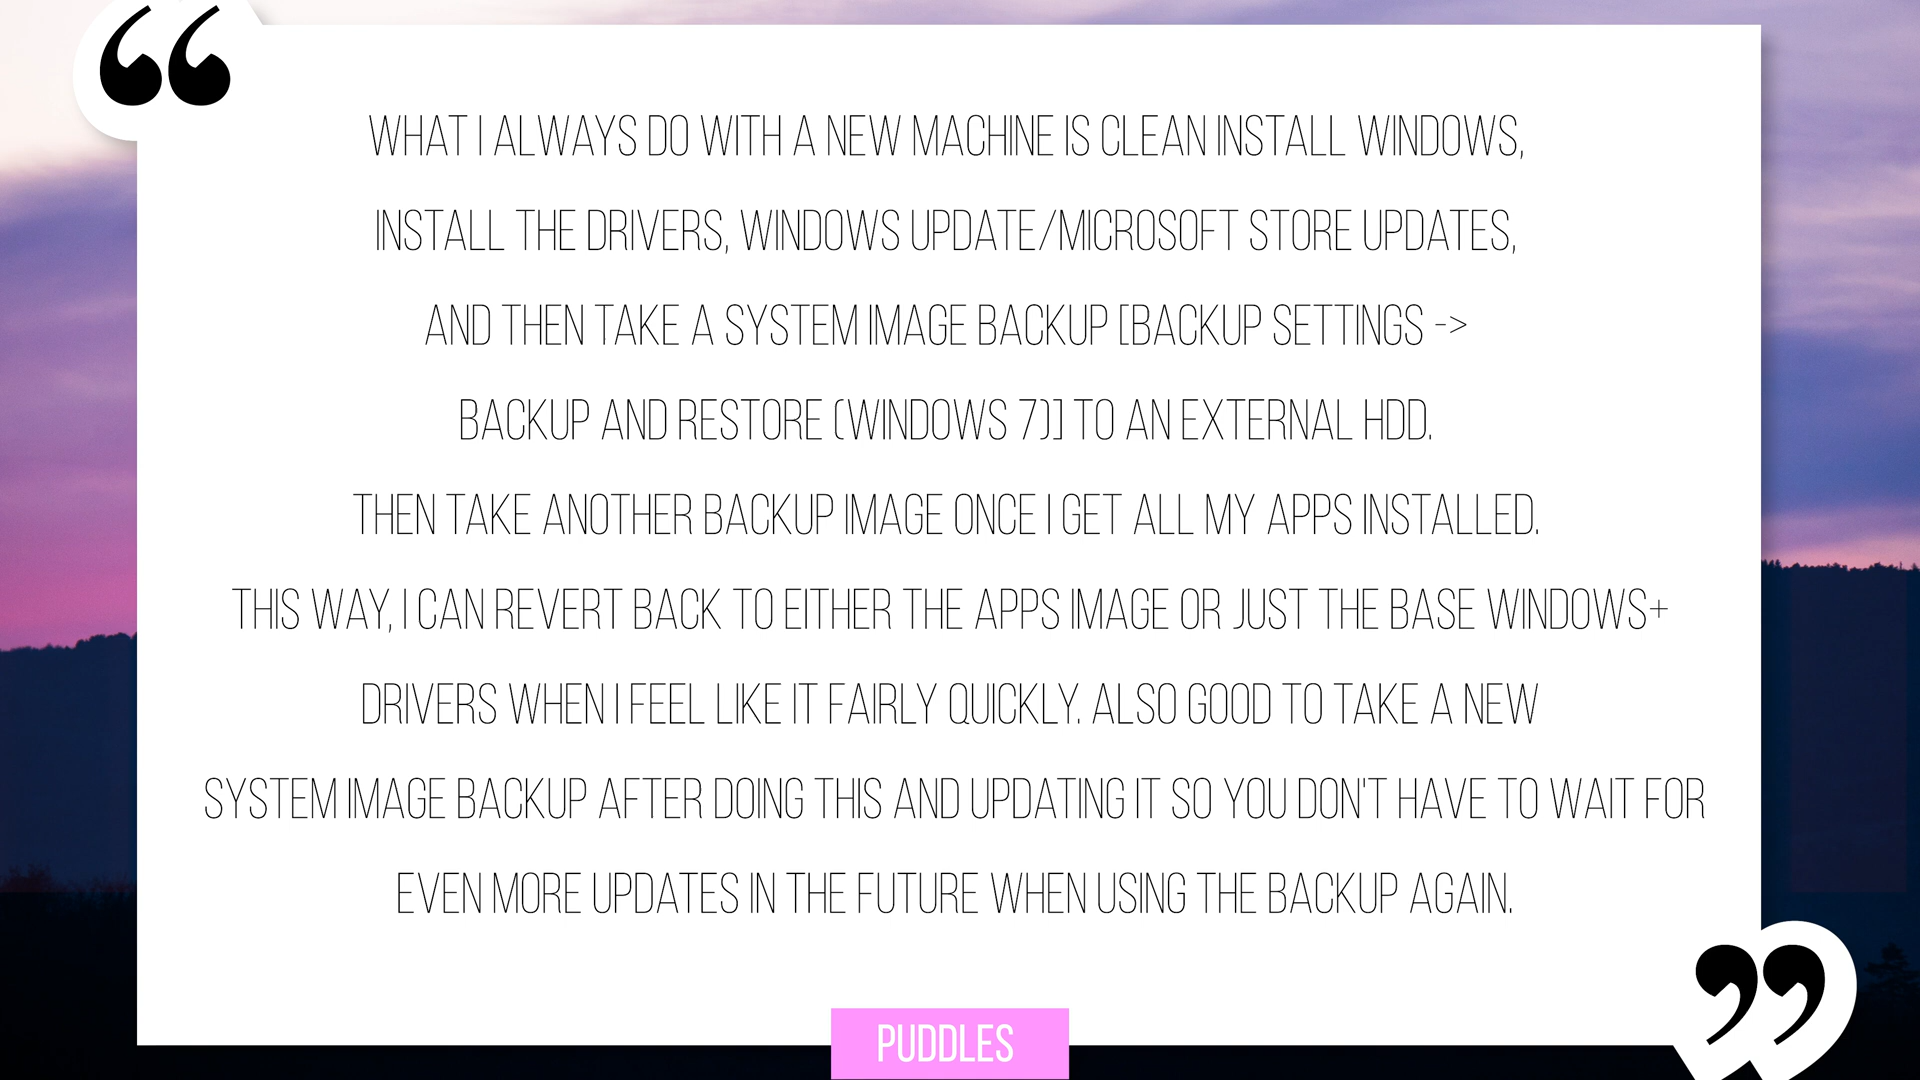 “
WHAT I ALWAYS DO WITH A NEW MACHINE IS CLEAN INSTALL WINDOWS,
INSTALL THE DRIVERS, WINDOWS UPDATE/MICROSOFT STORE UPDATES,
AND THEN TAKE A SYSTEM IMAGE BACKUP [BACKUP SETTINGS ->
BACKUP AND RESTORE (WINDOWS 7)] TO AN EXTERNAL HDD.
THEN TAKE ANOTHER BACKUP IMAGE ONCE I GET ALL MY APPS INSTALLED.
THIS WAY, I CAN REVERT BACK TO EITHER THE APPS IMAGE OR JUST THE BASE WINDOWS+
DRIVERS WHEN I FEEL LIKE IT FAIRLY QUICKLY. ALSO GOOD TO TAKE A NEW
SYSTEM IMAGE BACKUP AFTER DOING THIS AND UPDATING IT SO YOU DON'T HAVE TO WAIT FOR
EVEN MORE UPDATES IN THE FUTURE WHEN USING THE BACKUP AGAIN.
”
PUDDLES